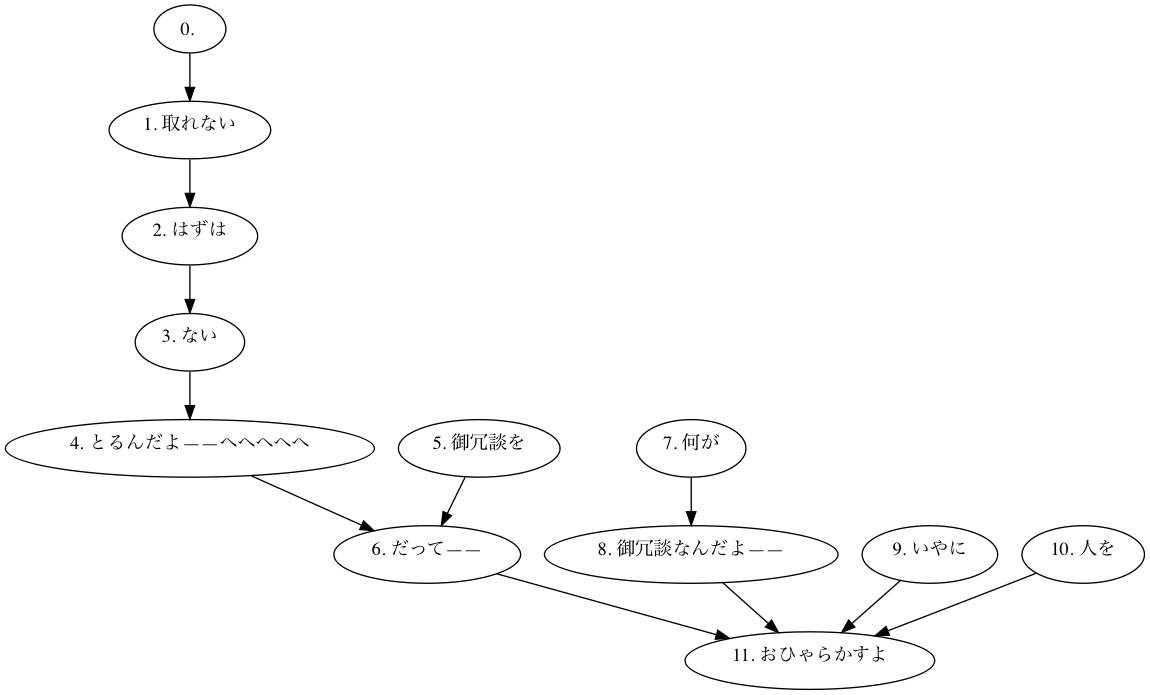 0.
1. 取れない
2. はずは
3. ない
4. とるんだよ——へへへへへ
5. 御冗談を
6. だって——
7. 何が
8. 御冗談なんだよ——
9. いやに
10. 人を
11. おひゃらかすよ